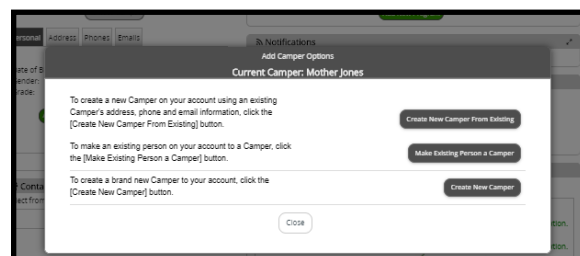 Personal Address Phones Emails
Notifications
Add Camper Options
Current Camper: Mother Jones
To create a new Camper on your account using an existing
Camper's address, phone and email information, click the
[Create New Camper From Existing] button.
Create New Camper From Existing
To make an existing person on your account to a Camper, click
the [Make Existing Person a Camper] button.
Make Existing Person a Camper
To create a brand new Camper to your account, click the
[Create New Camper] button.
Create New Camper
Close